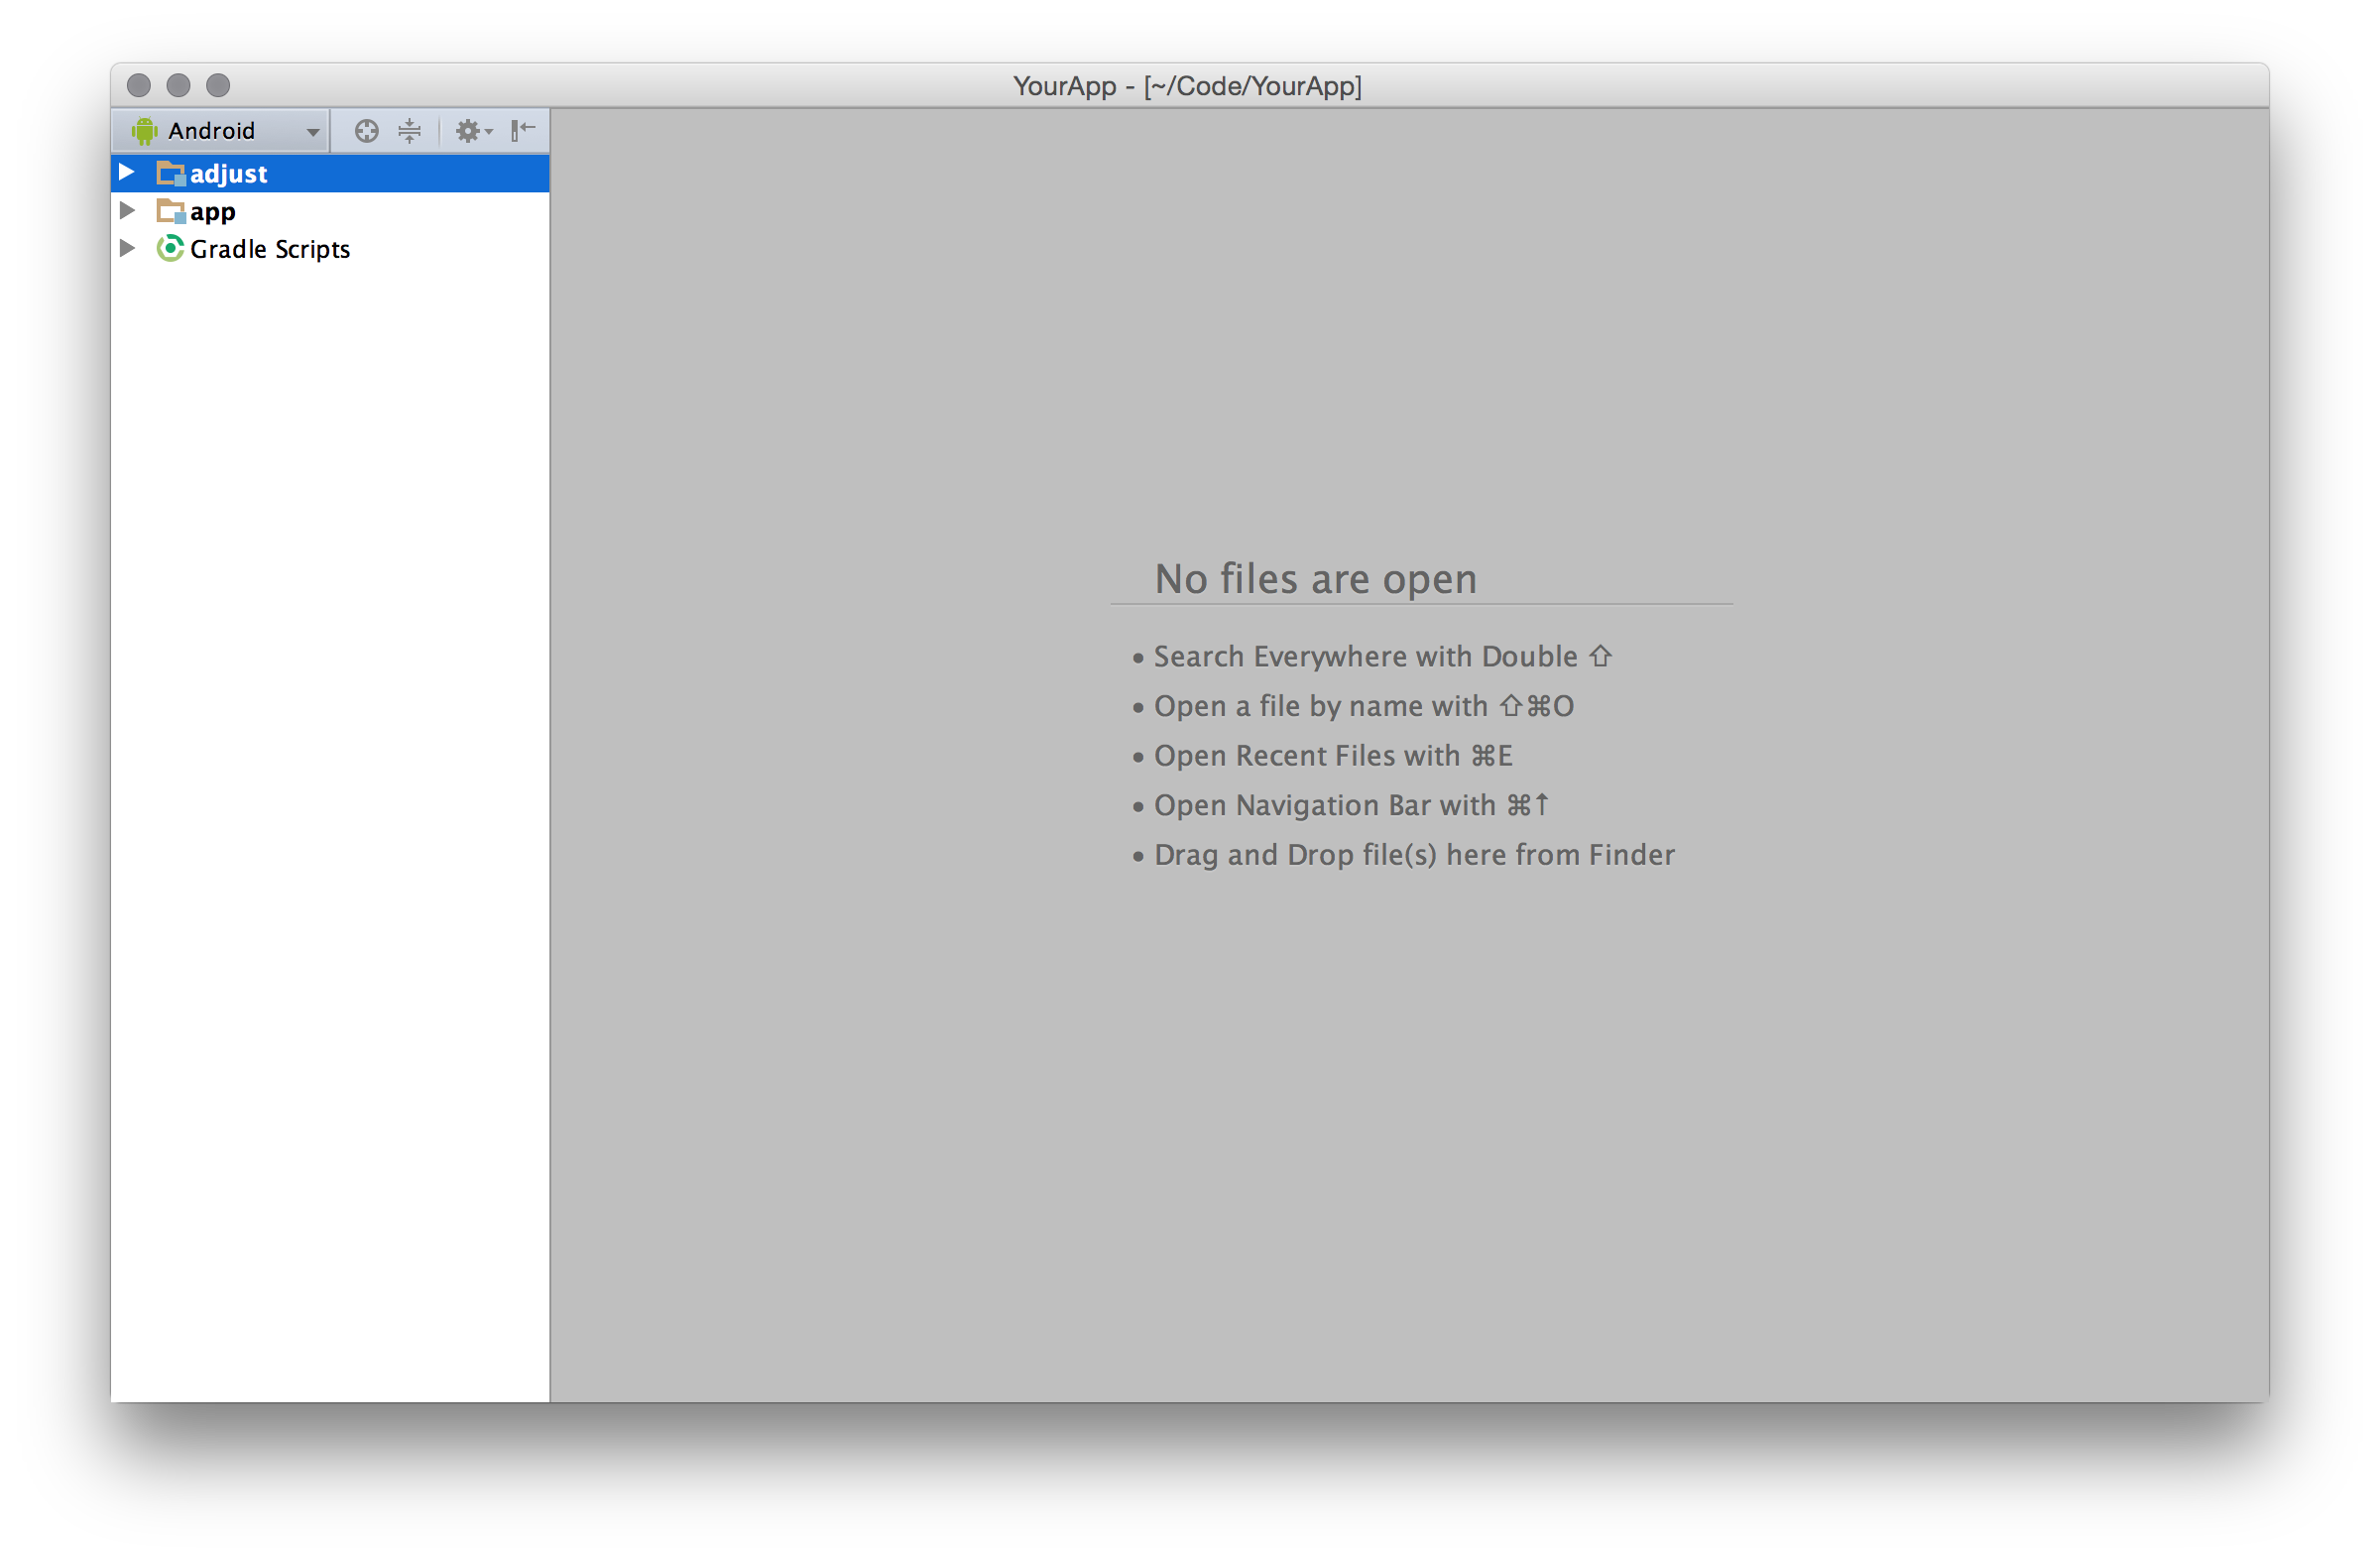 YourApp - [~/Code/YourApp]
Android
adjust
app
Gradle Scripts
No files are open
• Search Everywhere with Double ⇧
• Open a file by name with ⇧⌘O
• Open Recent Files with ⌘E
• Open Navigation Bar with ⌘↑
• Drag and Drop file(s) here from Finder